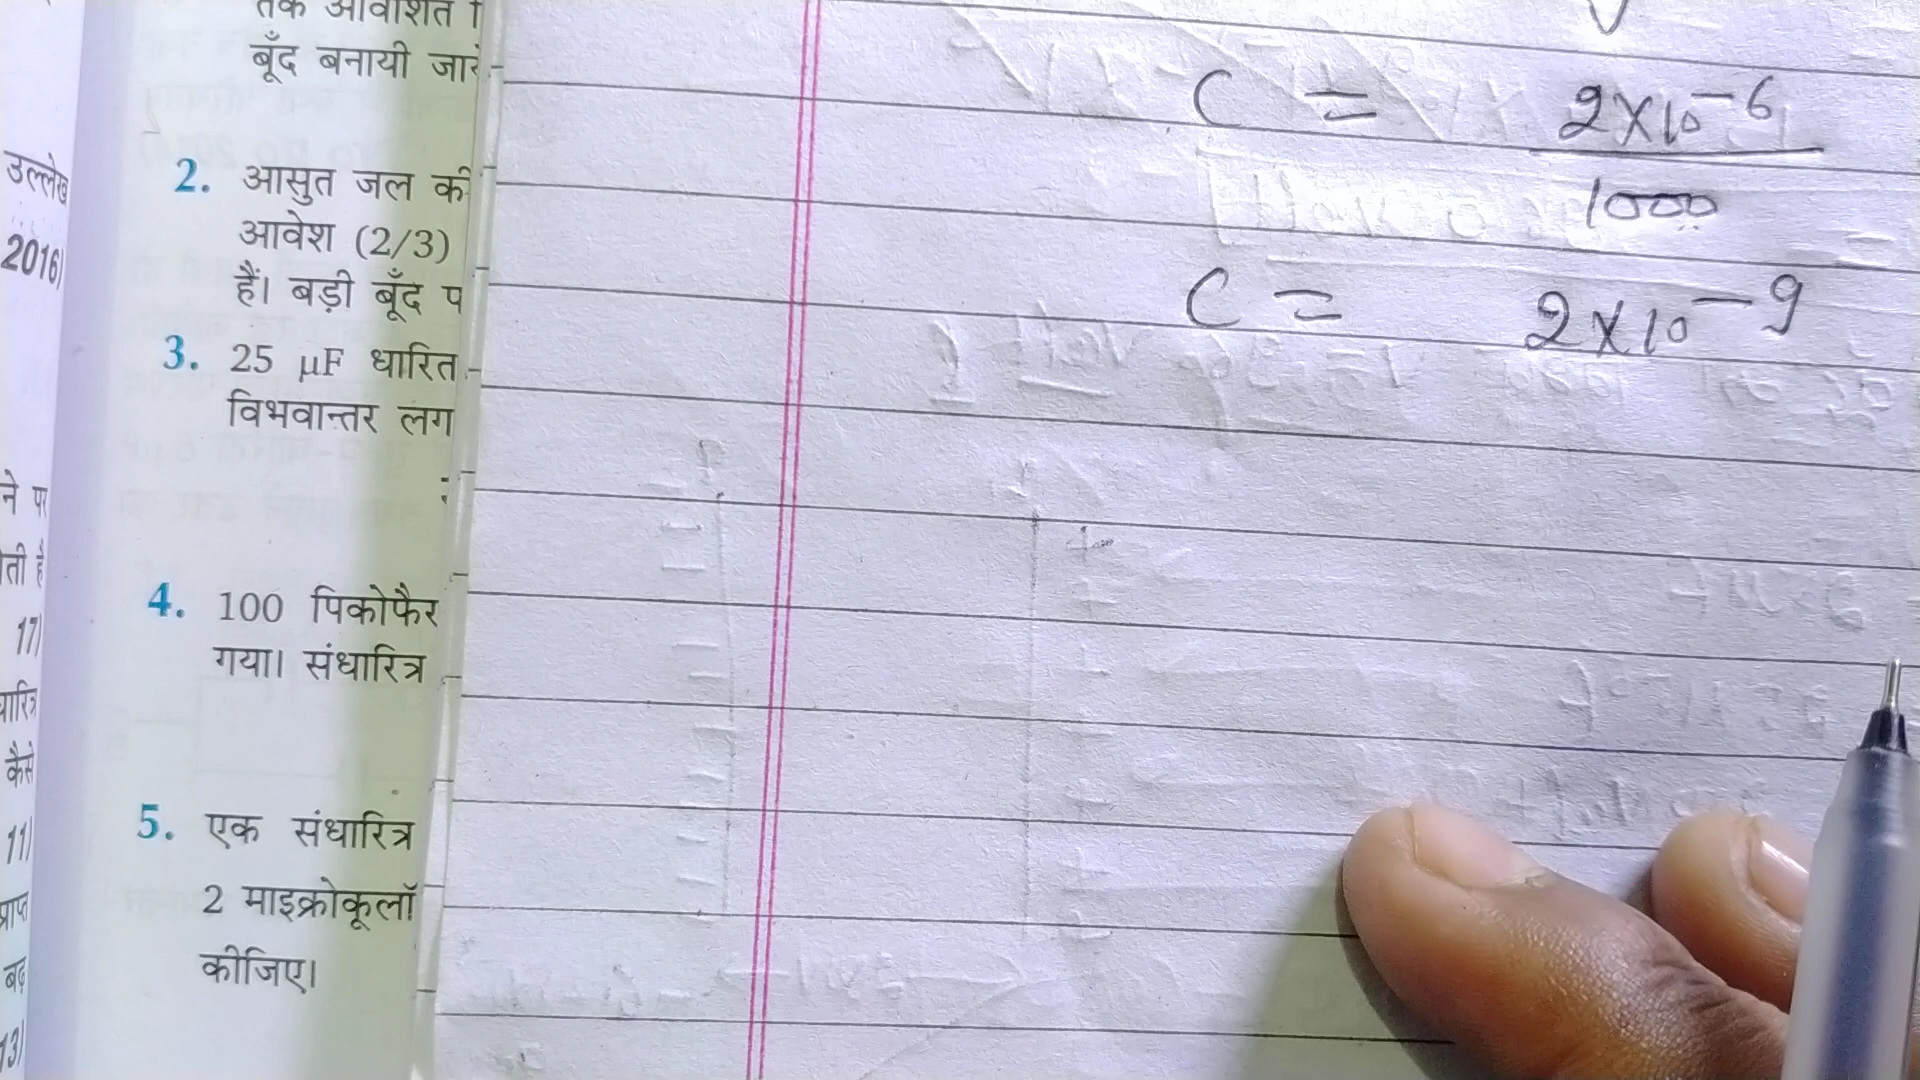 उल्लेख
2016)
ने पर
17)
कैसे
11)
प्राप्त
13)
बूँद बनायी जाये
2. आसुत जल की
आवेश (2/3)
हैं। बड़ी बूँद प
3. 25 μF धारित
विभवान्तर लग
4. 100 पिकोफैर
गया। संधारित्र
5. एक संधारित्र
2 माइक्रोकूलॉ
कीजिए।
C = 2×10⁻⁶
1000
C = 2×10⁻⁹